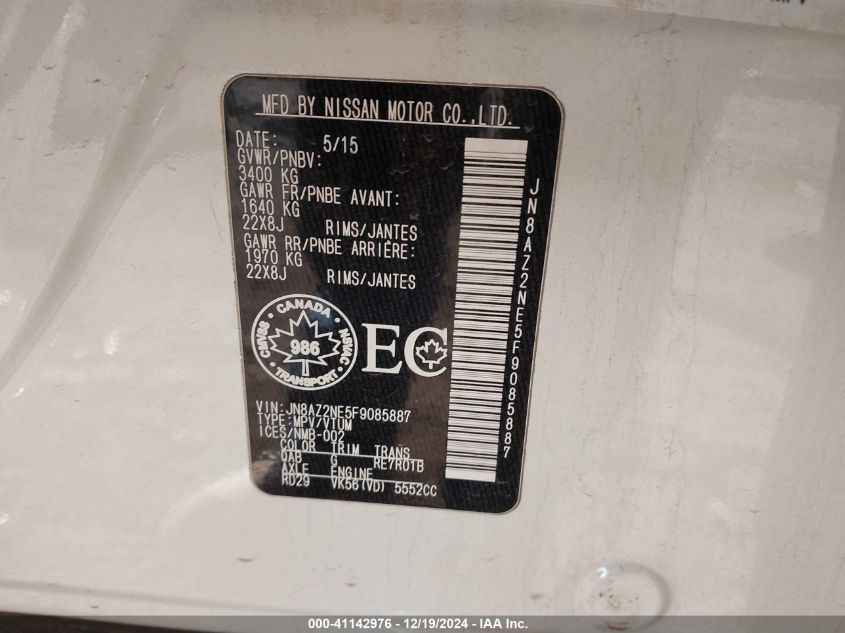 MFD BY NISSAN MOTOR CO.,LTD.
DATE: 5/15
GVWR/PNBV:
3400 KG
GAWR FR/PNBE AVANT:
1640 KG
22X8J RIMS/JANTES
GAWR RR/PNBE ARRIÈRE:
1970 KG
22X8J RIMS/JANTES
CANADA
CMVSS 986 NSVAC
TRANSPORT
EC
VIN:JN8AZ2NE5F9085887
TYPE:MPV/VTUM
ICES/NMB-002
COLOR TRIM TRANS
QAB G RE7R01B
AXLE ENGINE
RD29 VK56(VD) 5552CC
JN8AZ2NE5F9085887
000-41142976 - 12/19/2024 - IAA Inc.